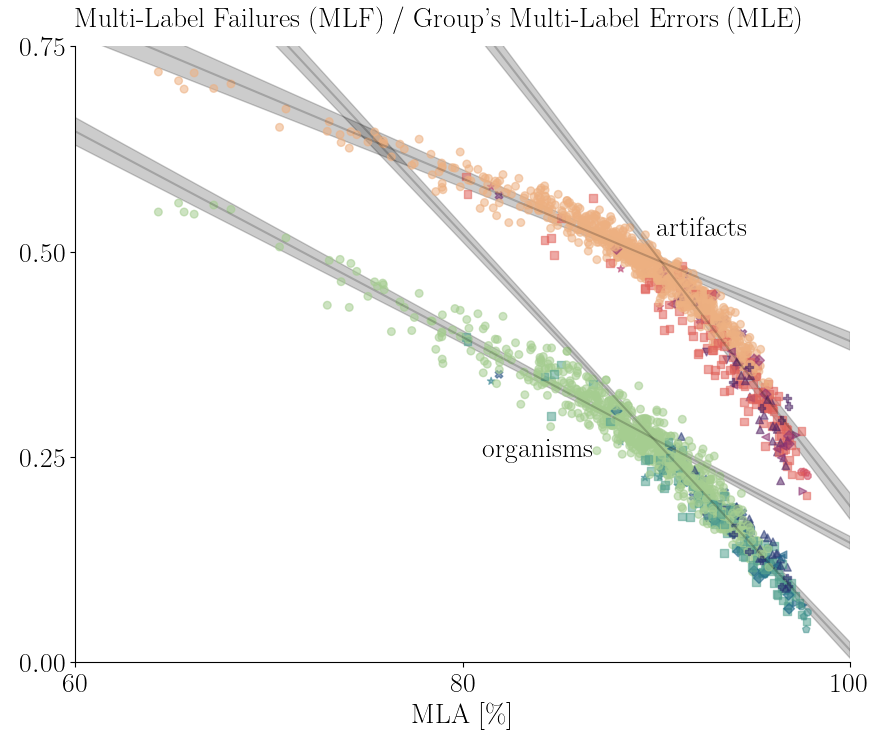 Multi-Label Failures (MLF) / Group's Multi-Label Errors (MLE)
0.75
0.50
0.25
0.00
artifacts
organisms
60
80
100
MLA [%]